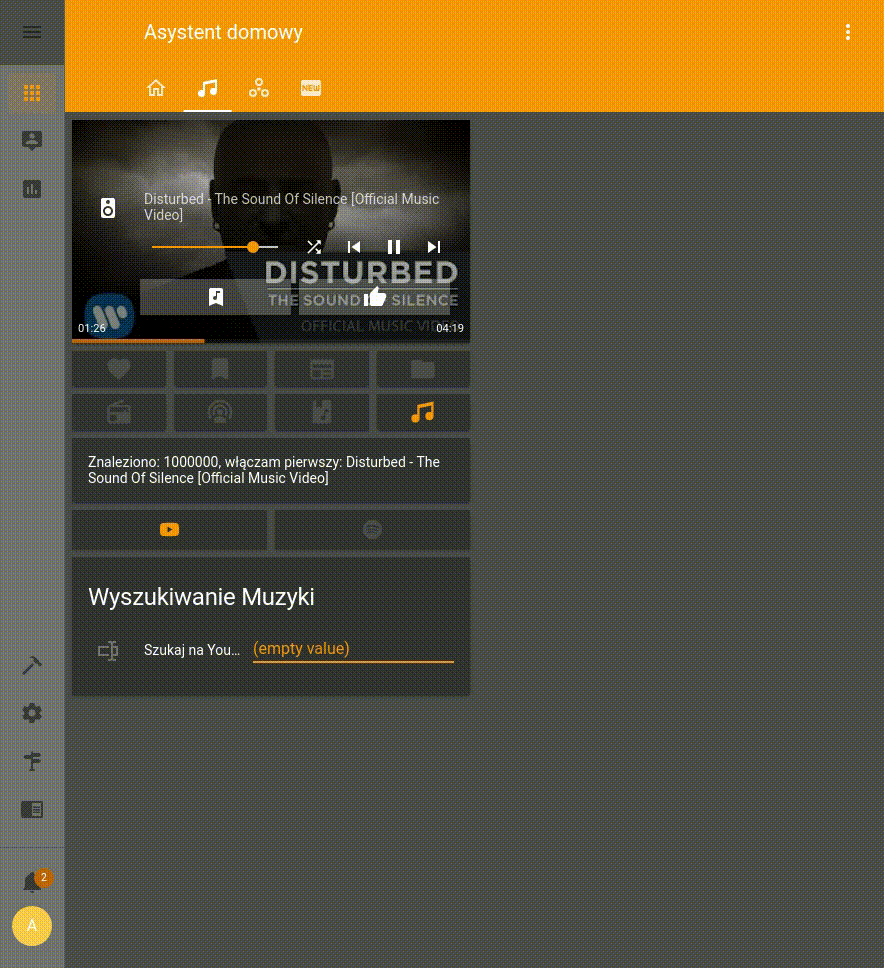 Asystent domowy
NEW
Disturbed - The Sound Of Silence [Official Music
Video]
DISTURBED
THE SOUND OF SILENCE
OFFICIAL MUSIC VIDEO
01:26
04:19
Znaleziono: 1000000, włączam pierwszy: Disturbed - The
Sound Of Silence [Official Music Video]
Wyszukiwanie Muzyki
Szukaj na You...
(empty value)
2
A